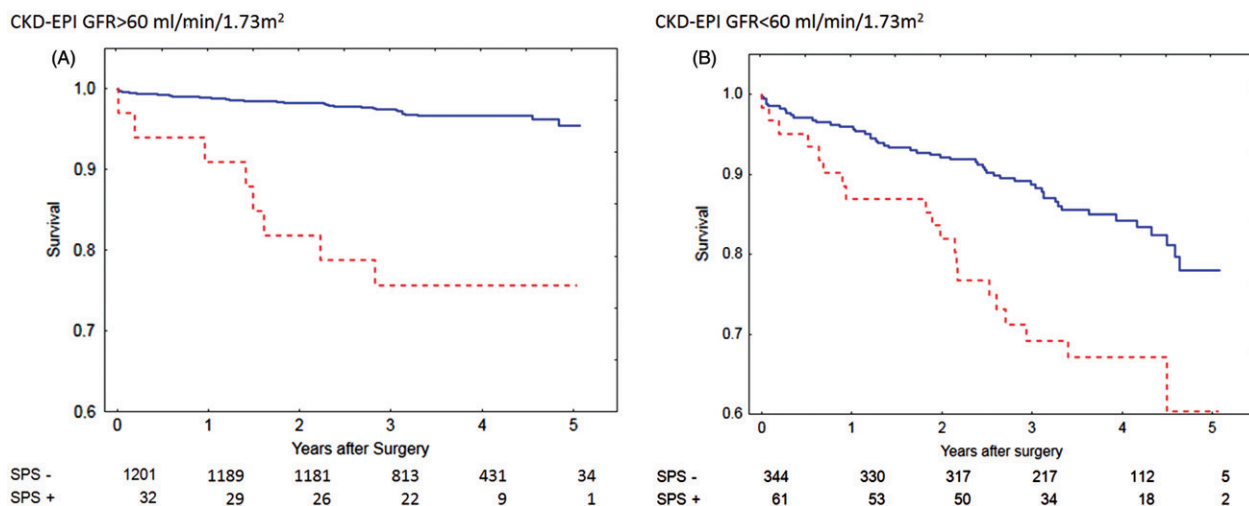 CKD-EPI GFR>60 ml/min/1.73m²
CKD-EPI GFR<60 ml/min/1.73m²
(A)
1.0
0.9
0.8
0.7
0.6
Survival
0 1 2 3 4 5
Years after Surgery
SPS - 1201 1189 1181 813 431 34
SPS + 32 29 26 22 9 1
(B)
1.0
0.9
0.8
0.7
0.6
Survival
0 1 2 3 4 5
Years after surgery
SPS - 344 330 317 217 112 5
SPS + 61 53 50 34 18 2